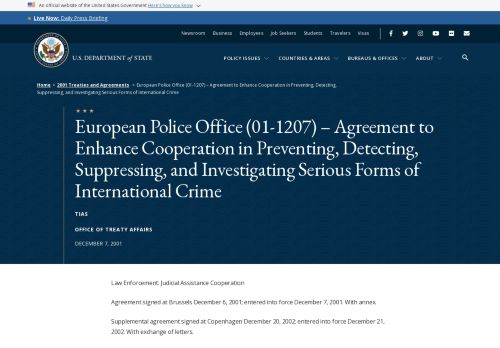 An official website of the United States Government Here's how you know
Live Now: Daily Press Briefing
Newsroom Business Employees Job Seekers Students Travelers Visas
U.S. DEPARTMENT of STATE
POLICY ISSUES COUNTRIES & AREAS BUREAUS & OFFICES ABOUT
Home > 2001 Treaties and Agreements > European Police Office (01-1207) – Agreement to Enhance Cooperation in Preventing, Detecting,
Suppressing, and Investigating Serious Forms of International Crime
European Police Office (01-1207) – Agreement to
Enhance Cooperation in Preventing, Detecting,
Suppressing, and Investigating Serious Forms of
International Crime
TIAS
OFFICE OF TREATY AFFAIRS
DECEMBER 7, 2001
Law Enforcement: Judicial Assistance Cooperation
Agreement signed at Brussels December 6, 2001; entered into force December 7, 2001. With annex.
Supplemental agreement signed at Copenhagen December 20, 2002; entered into force December 21,
2002. With exchange of letters.